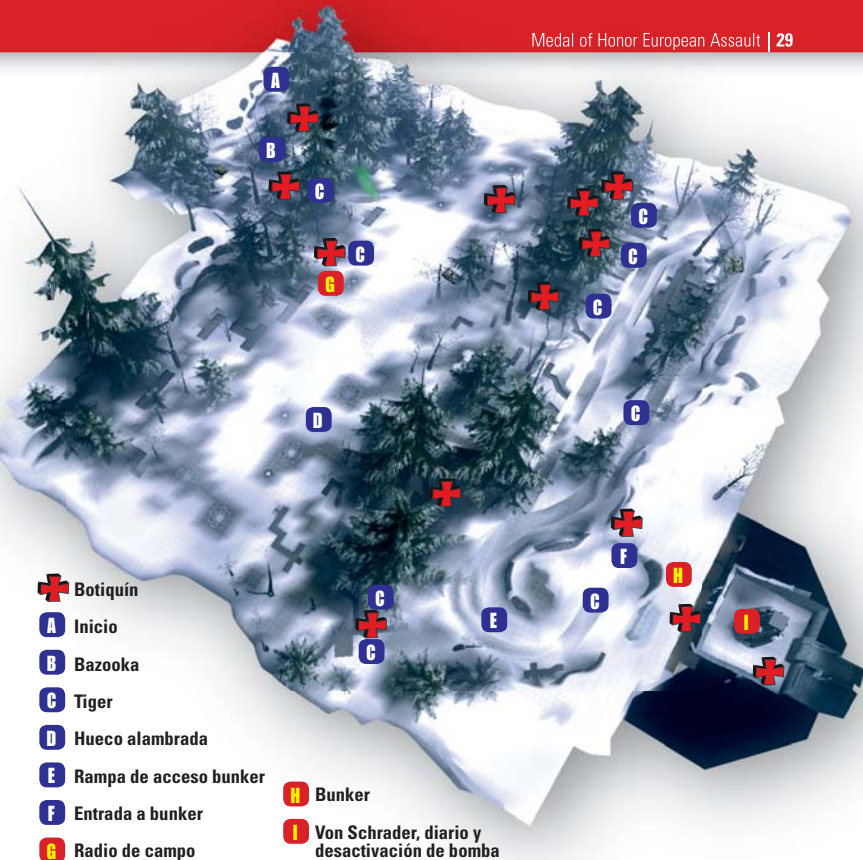 Medal of Honor European Assault | 29
A
B
C
C
C
G
C
C
D
C
F
H
C
C
E
I
C
Botiquín
A Inicio
B Bazooka
C Tiger
D Hueco alambrada
E Rampa de acceso bunker
F Entrada a bunker
G Radio de campo
H Bunker
I Von Schrader, diario y
desactivación de bomba